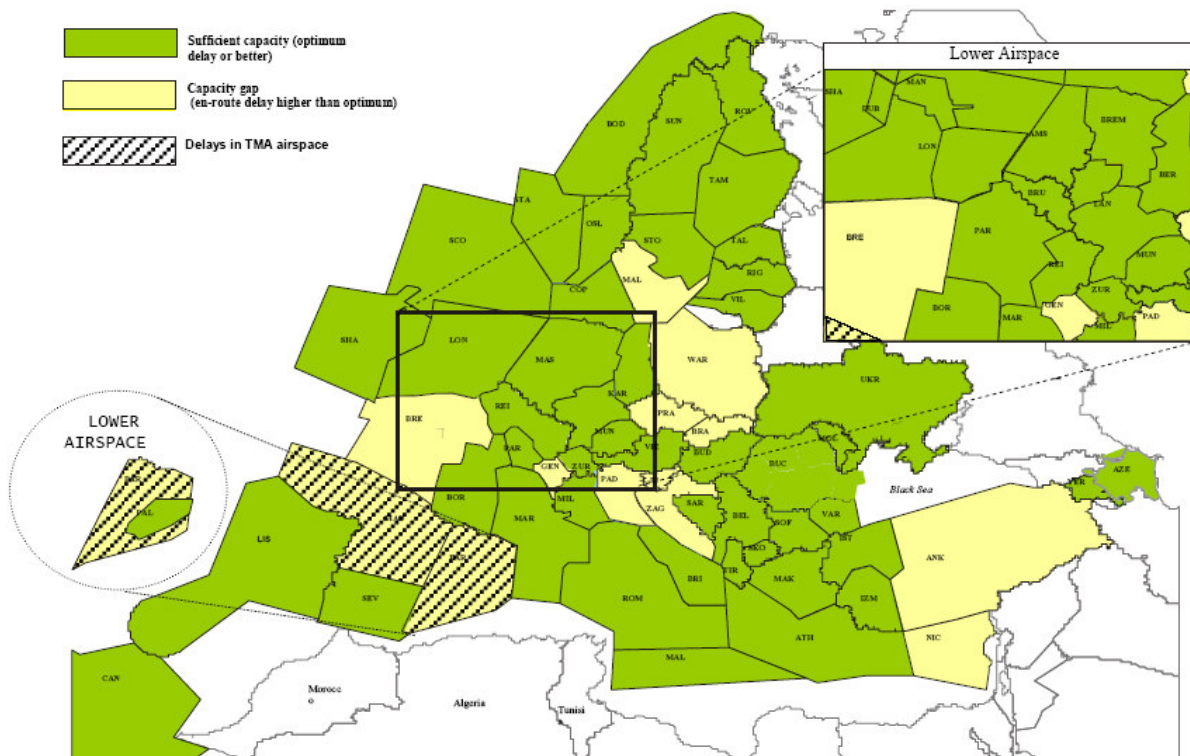 Sufficient capacity (optimum
delay or better)
Capacity gap
(en-route delay higher than optimum)
Delays in TMA airspace
Lower Airspace
SHA
DUB
MAN
LON
AMS
BREM
BER
BRU
LAN
BRE
PAR
REI
MUN
BOR
MAR
GEN
ZUR
MIL
PAD
BOD
SUN
ROV
TAM
STA
OSL
SCO
STO
TAL
RIG
MAL
COP
VIL
SHA
LON
MAS
WAR
KAR
UKR
BRE
REI
PRA
BRA
MUN
VIE
BUD
PAR
GEN
ZUR
PAD
BUC
Black Sea
AZE
YER
BOR
MIL
MAR
ZAG
SAR
BEL
SOF
VAR
IST
ANK
LOWER
AIRSPACE
PAL
LIS
SEV
SKO
TIR
BRI
MAK
ROM
IZM
ATH
NIC
MAL
CAN
Morocc
o
Algeria
Tunisi